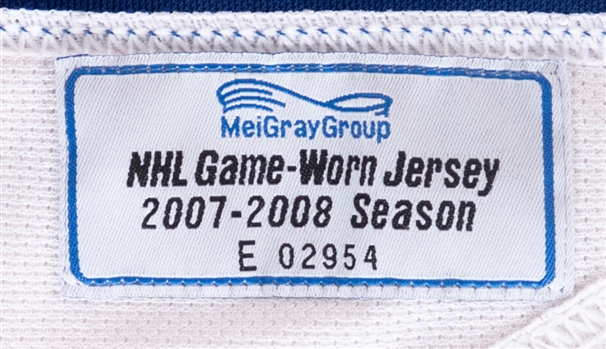 MeiGrayGroup
NHL Game-Worn Jersey
2007-2008 Season
E 02954